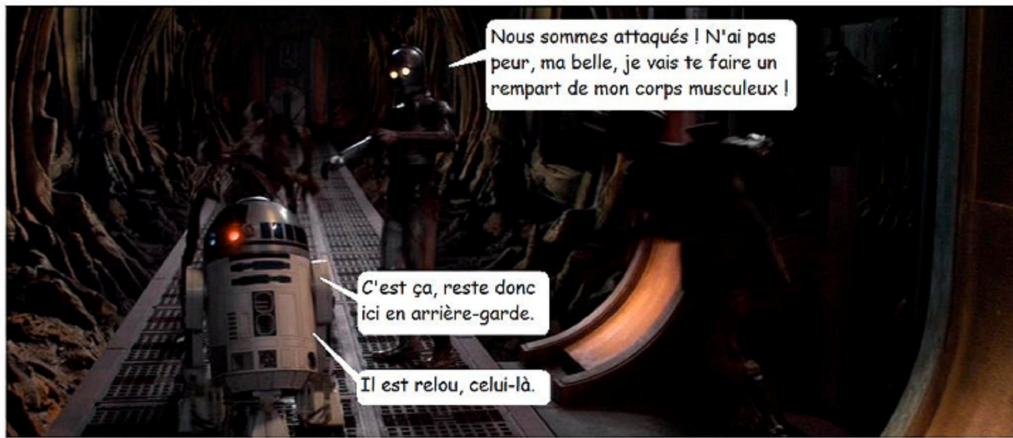 Nous sommes attaqués ! N'ai pas
peur, ma belle, je vais te faire un
rempart de mon corps musculeux !
C'est ça, reste donc
ici en arrière-garde.
Il est relou, celui-là.